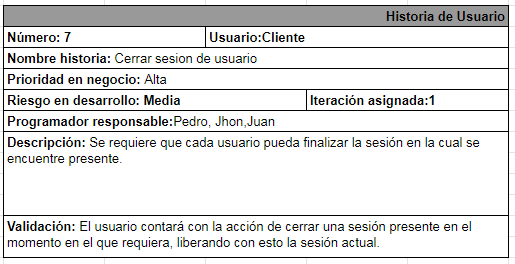 Historia de Usuario
Número: 7 Usuario:Cliente
Nombre historia: Cerrar sesion de usuario
Prioridad en negocio: Alta
Riesgo en desarrollo: Media Iteración asignada:1
Programador responsable:Pedro, Jhon,Juan
Descripción: Se requiere que cada usuario pueda finalizar la sesión en la cual se
encuentre presente.
Validación: El usuario contará con la acción de cerrar una sesión presente en el
momento en el que requiera, liberando con esto la sesión actual.